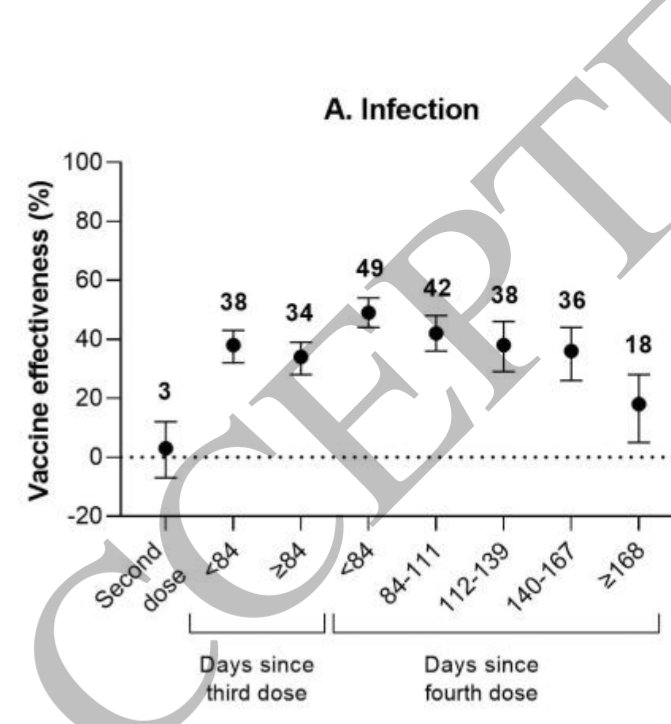 A. Infection
Vaccine effectiveness (%)
100
80
60
40
20
0
-20
3
38
34
49
42
38
36
18
Second
dose
<84
≥84
<84
84-111
112-139
140-167
≥168
Days since
third dose
Days since
fourth dose
CCEPT